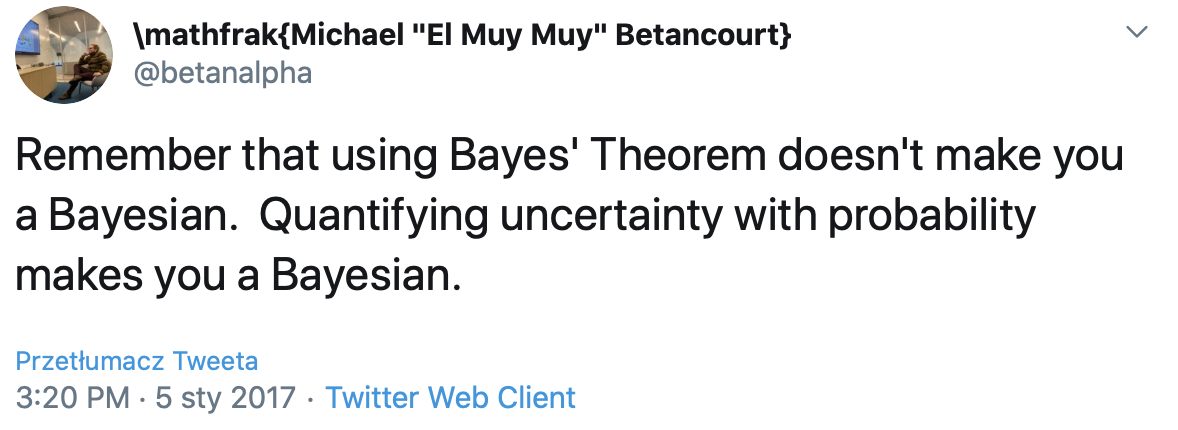 \mathfrak{Michael "El Muy Muy" Betancourt}
@betanalpha
Remember that using Bayes' Theorem doesn't make you
a Bayesian.  Quantifying uncertainty with probability
makes you a Bayesian.
Przetłumacz Tweeta
3:20 PM · 5 sty 2017 · Twitter Web Client